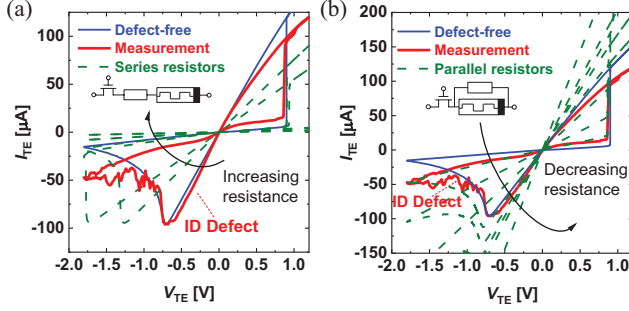 (a)
Defect-free
Measurement
Series resistors
Increasing
resistance
ID Defect
100
50
0
-50
-100
I_TE [µA]
-2.0 -1.5 -1.0 -0.5 0.0 0.5 1.0
V_TE [V]
(b)
Defect-free
Measurement
Parallel resistors
Decreasing
resistance
ID Defect
200
150
100
50
0
-50
-100
-150
I_TE [µA]
-2.0 -1.5 -1.0 -0.5 0.0 0.5 1.0
V_TE [V]